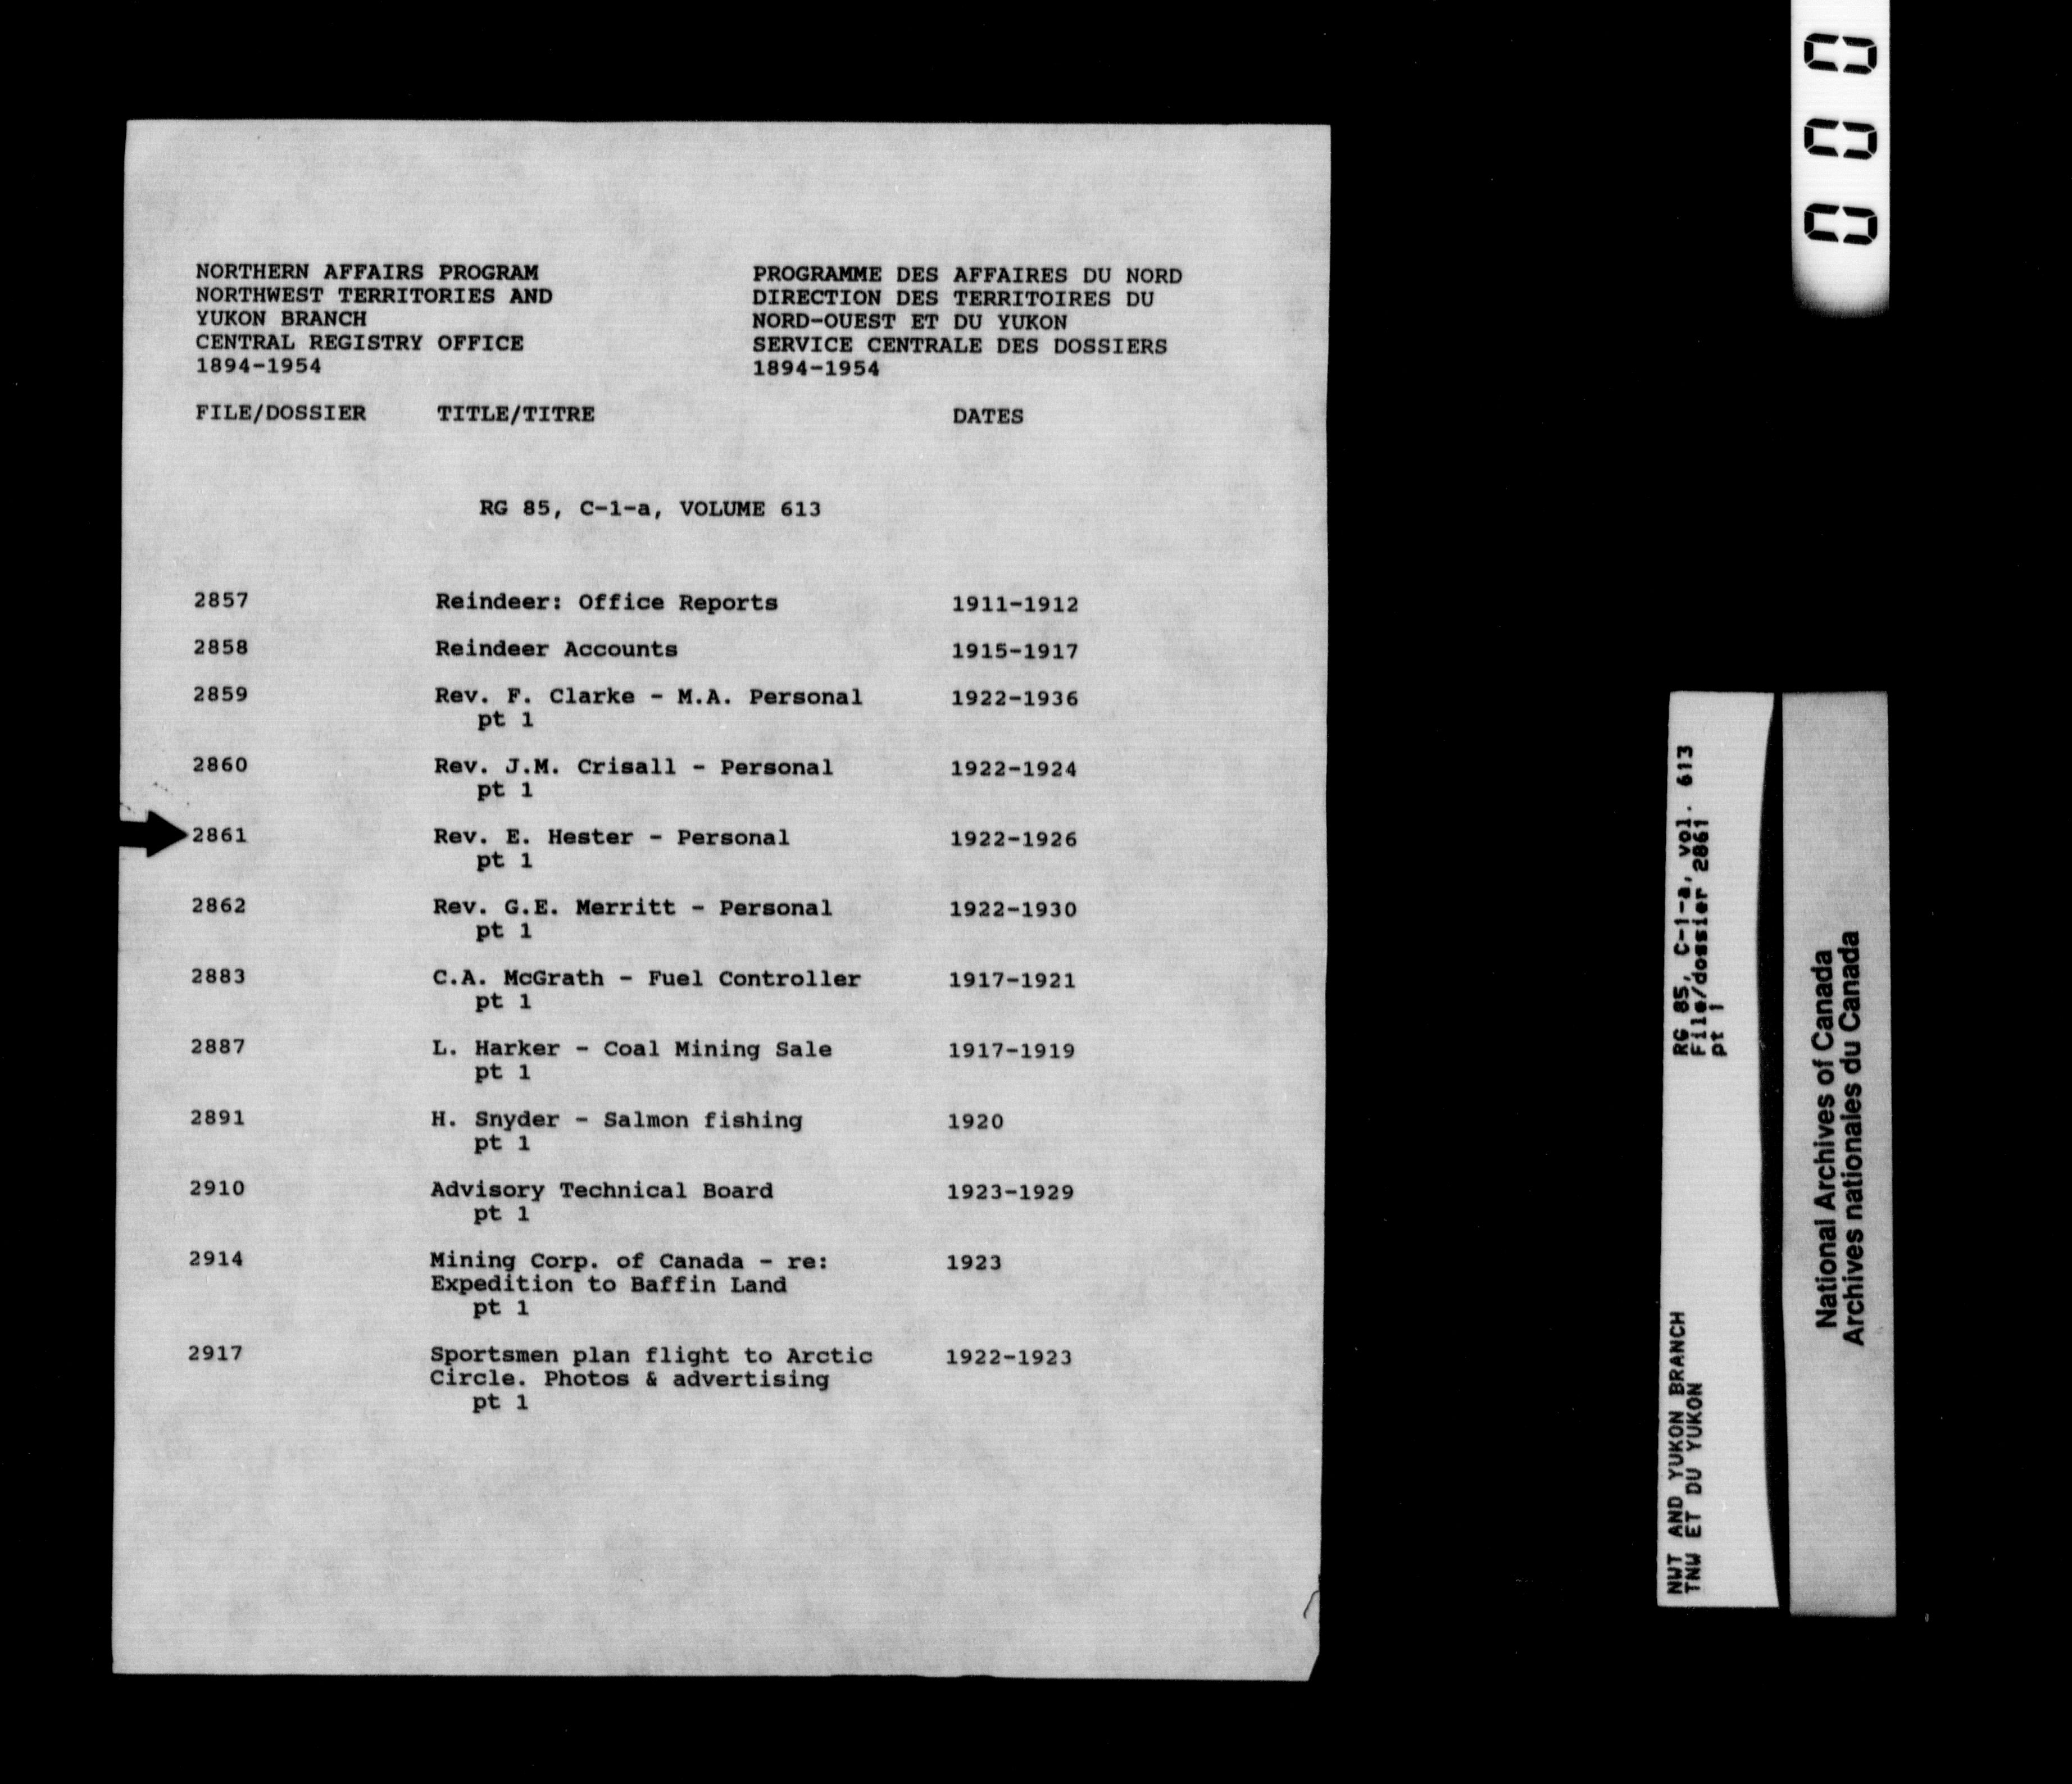 NORTHERN AFFAIRS PROGRAM
NORTHWEST TERRITORIES AND
YUKON BRANCH
CENTRAL REGISTRY OFFICE
1894-1954
PROGRAMME DES AFFAIRES DU NORD
DIRECTION DES TERRITOIRES DU
NORD-OUEST ET DU YUKON
SERVICE CENTRALE DES DOSSIERS
1894-1954
FILE/DOSSIER TITLE/TITRE DATES
RG 85, C-1-a, VOLUME 613
2857 Reindeer: Office Reports 1911-1912
2858 Reindeer Accounts 1915-1917
2859 Rev. F. Clarke - M.A. Personal 1922-1936
pt 1
2860 Rev. J.M. Crisall - Personal 1922-1924
pt 1
2861 Rev. E. Hester - Personal 1922-1926
pt 1
2862 Rev. G.E. Merritt - Personal 1922-1930
pt 1
2883 C.A. McGrath - Fuel Controller 1917-1921
pt 1
2887 L. Harker - Coal Mining Sale 1917-1919
pt 1
2891 H. Snyder - Salmon fishing 1920
pt 1
2910 Advisory Technical Board 1923-1929
pt 1
2914 Mining Corp. of Canada - re: 1923
Expedition to Baffin Land
pt 1
2917 Sportsmen plan flight to Arctic 1922-1923
Circle. Photos & advertising
pt 1
000
NWT AND YUKON BRANCH
TNW ET DU YUKON
RG 85, C-1-a, vol. 613
File/dossier 2861
pt 1
National Archives of Canada
Archives nationales du Canada